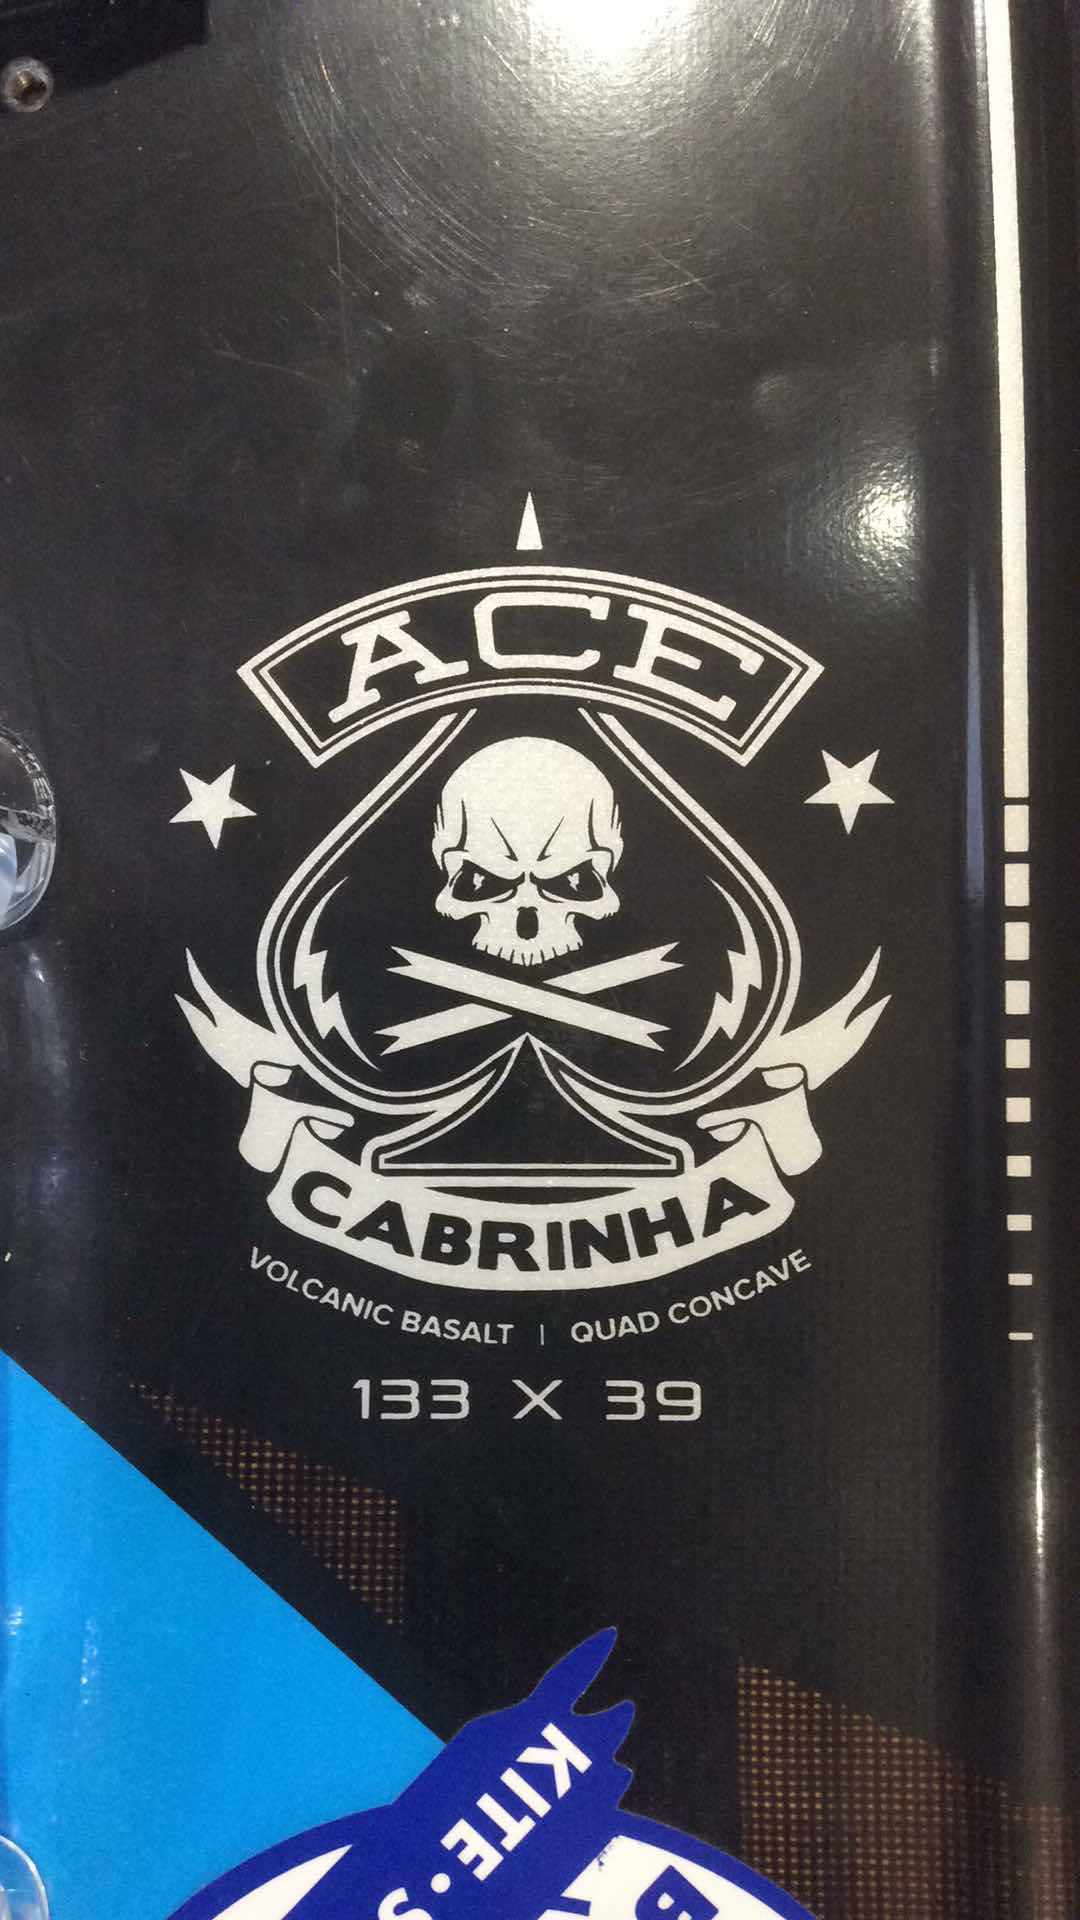 ACE
CABRINHA
VOLCANIC BASALT | QUAD CONCAVE
133 X 39
KITE • S
B